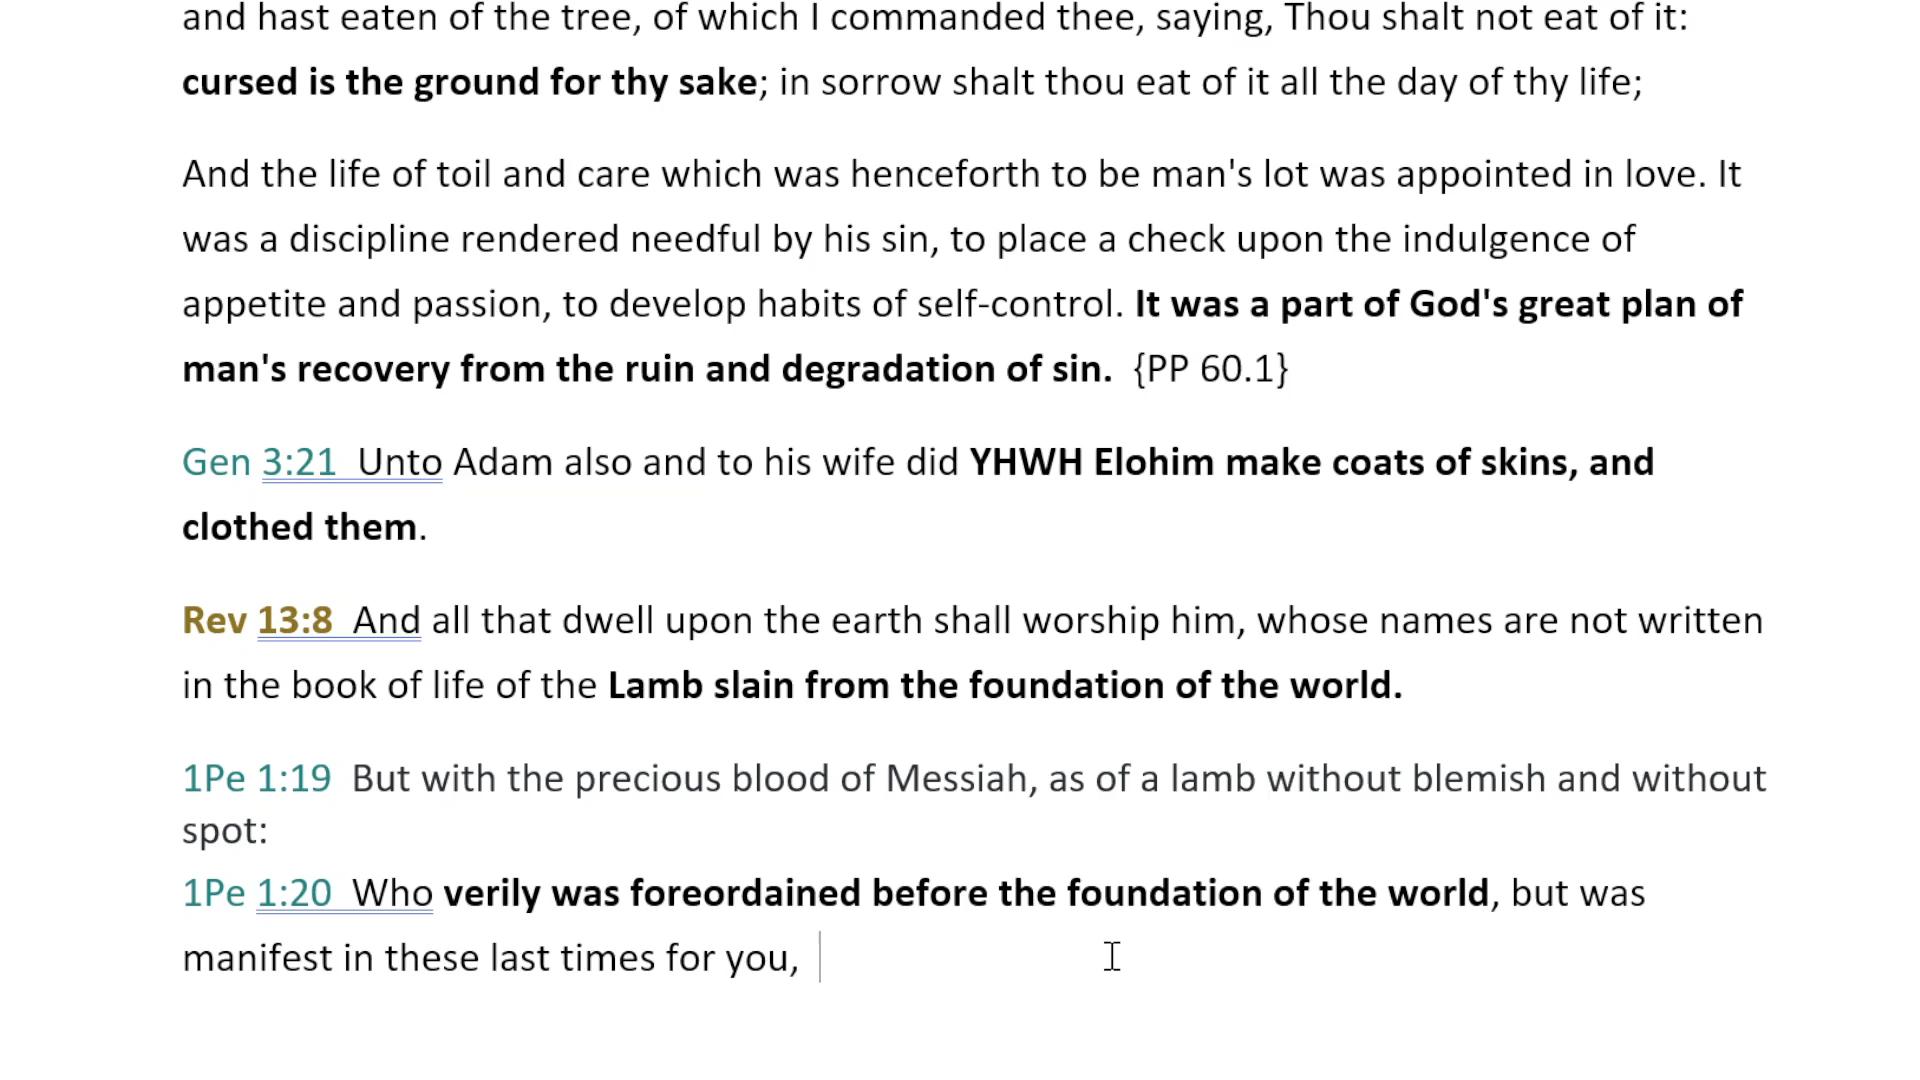 and hast eaten of the tree, of which I commanded thee, saying, Thou shalt not eat of it:
cursed is the ground for thy sake; in sorrow shalt thou eat of it all the day of thy life;
And the life of toil and care which was henceforth to be man's lot was appointed in love. It
was a discipline rendered needful by his sin, to place a check upon the indulgence of
appetite and passion, to develop habits of self-control. It was a part of God's great plan of
man's recovery from the ruin and degradation of sin. {PP 60.1}
Gen 3:21 Unto Adam also and to his wife did YHWH Elohim make coats of skins, and
clothed them.
Rev 13:8 And all that dwell upon the earth shall worship him, whose names are not written
in the book of life of the Lamb slain from the foundation of the world.
1Pe 1:19 But with the precious blood of Messiah, as of a lamb without blemish and without
spot:
1Pe 1:20 Who verily was foreordained before the foundation of the world, but was
manifest in these last times for you,